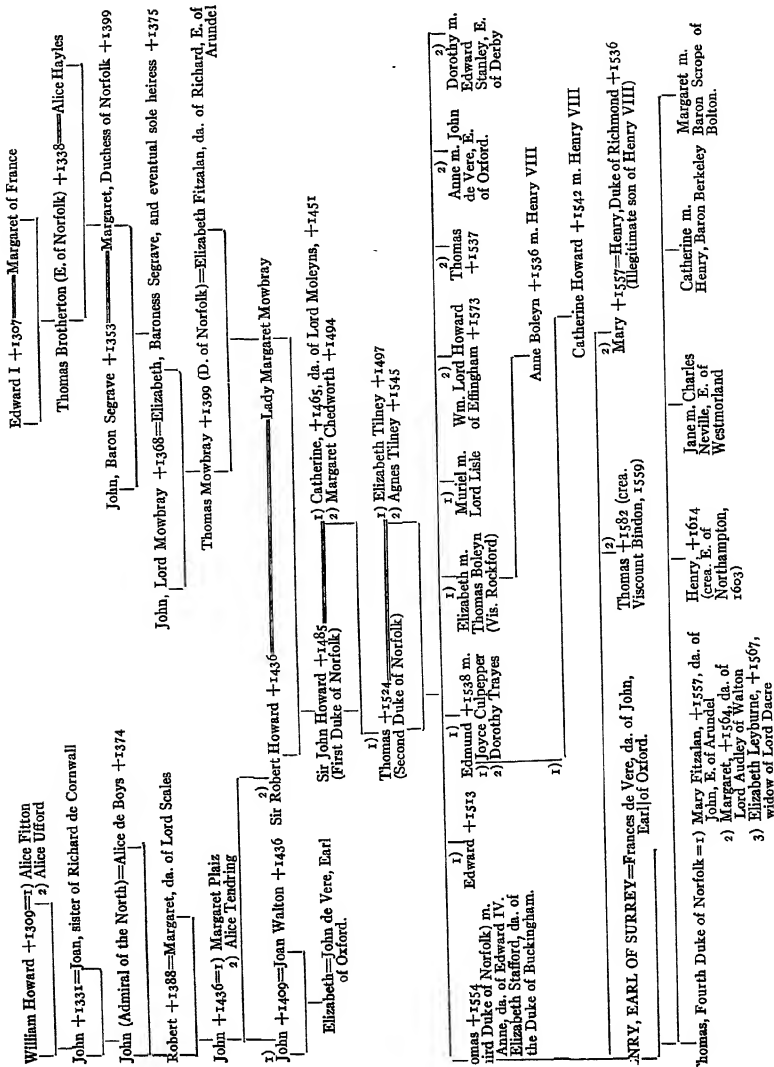 Edward I +1307══Margaret of France
William Howard +1309=1) Alice Fitton
2) Alice Ufford
Thomas Brotherton (E. of Norfolk) +1338══Alice Hayles
John +1331=Joan, sister of Richard de Cornwall
John, Baron Segrave +1353══Margaret, Duchess of Norfolk +1399
John (Admiral of the North)=Alice de Boys +1374
John, Lord Mowbray +1368=Elizabeth, Baroness Segrave, and eventual sole heiress +1375
Robert +1388=Margaret, da. of Lord Scales
Thomas Mowbray +1399 (D. of Norfolk)=Elizabeth Fitzalan, da. of Richard, E. of
Arundel
John +1436=1) Margaret Plaiz
2) Alice Tendring
1) 2)
John +1409=Joan Walton +1436 Sir Robert Howard +1436══Lady Margaret Mowbray
Elizabeth=John de Vere, Earl
of Oxford.
Sir John Howard +1485══1) Catherine, +1465, da. of Lord Moleyns, +1451
(First Duke of Norfolk) 2) Margaret Chedworth +1494
1)
Thomas +1524══1) Elizabeth Tilney +1497
(Second Duke of Norfolk) 2) Agnes Tilney +1545
omas +1554
ird Duke of Norfolk) m.
Anne, da. of Edward IV.
Elizabeth Stafford, da. of
the Duke of Buckingham.
1)
Edward +1513
1)
Edmund +1538 m.
1) Joyce Culpepper
2) Dorothy Trayes
1)
Elizabeth m.
Thomas Boleyn
(Vis. Rockford)
1)
Muriel m.
Lord Lisle
2)
Wm. Lord Howard
of Effingham +1573
2)
Thomas
+1537
2)
Anne m. John
de Vere, E.
of Oxford.
2)
Dorothy m.
Edward
Stanley, E.
of Derby
Anne Boleyn +1536 m. Henry VIII
1)
Catherine Howard +1542 m. Henry VIII
NRY, EARL OF SURREY=Frances de Vere, da. of John,
Earl of Oxford.
2)
Thomas +1582 (crea.
Viscount Bindon, 1559)
2)
Mary +1557=Henry, Duke of Richmond +1536
(Illegitimate son of Henry VIII)
homas, Fourth Duke of Norfolk=1) Mary Fitzalan, +1557, da. of
John, E. of Arundel
2) Margaret, +1564, da. of
Lord Audley of Walton
3) Elizabeth Leyburne, +1567,
widow of Lord Dacre
Henry +1614
(crea. E. of
Northampton,
1603)
Jane m. Charles
Neville, E. of
Westmorland
Catherine m.
Henry, Baron Berkeley
Margaret m.
Baron Scrope of
Bolton.